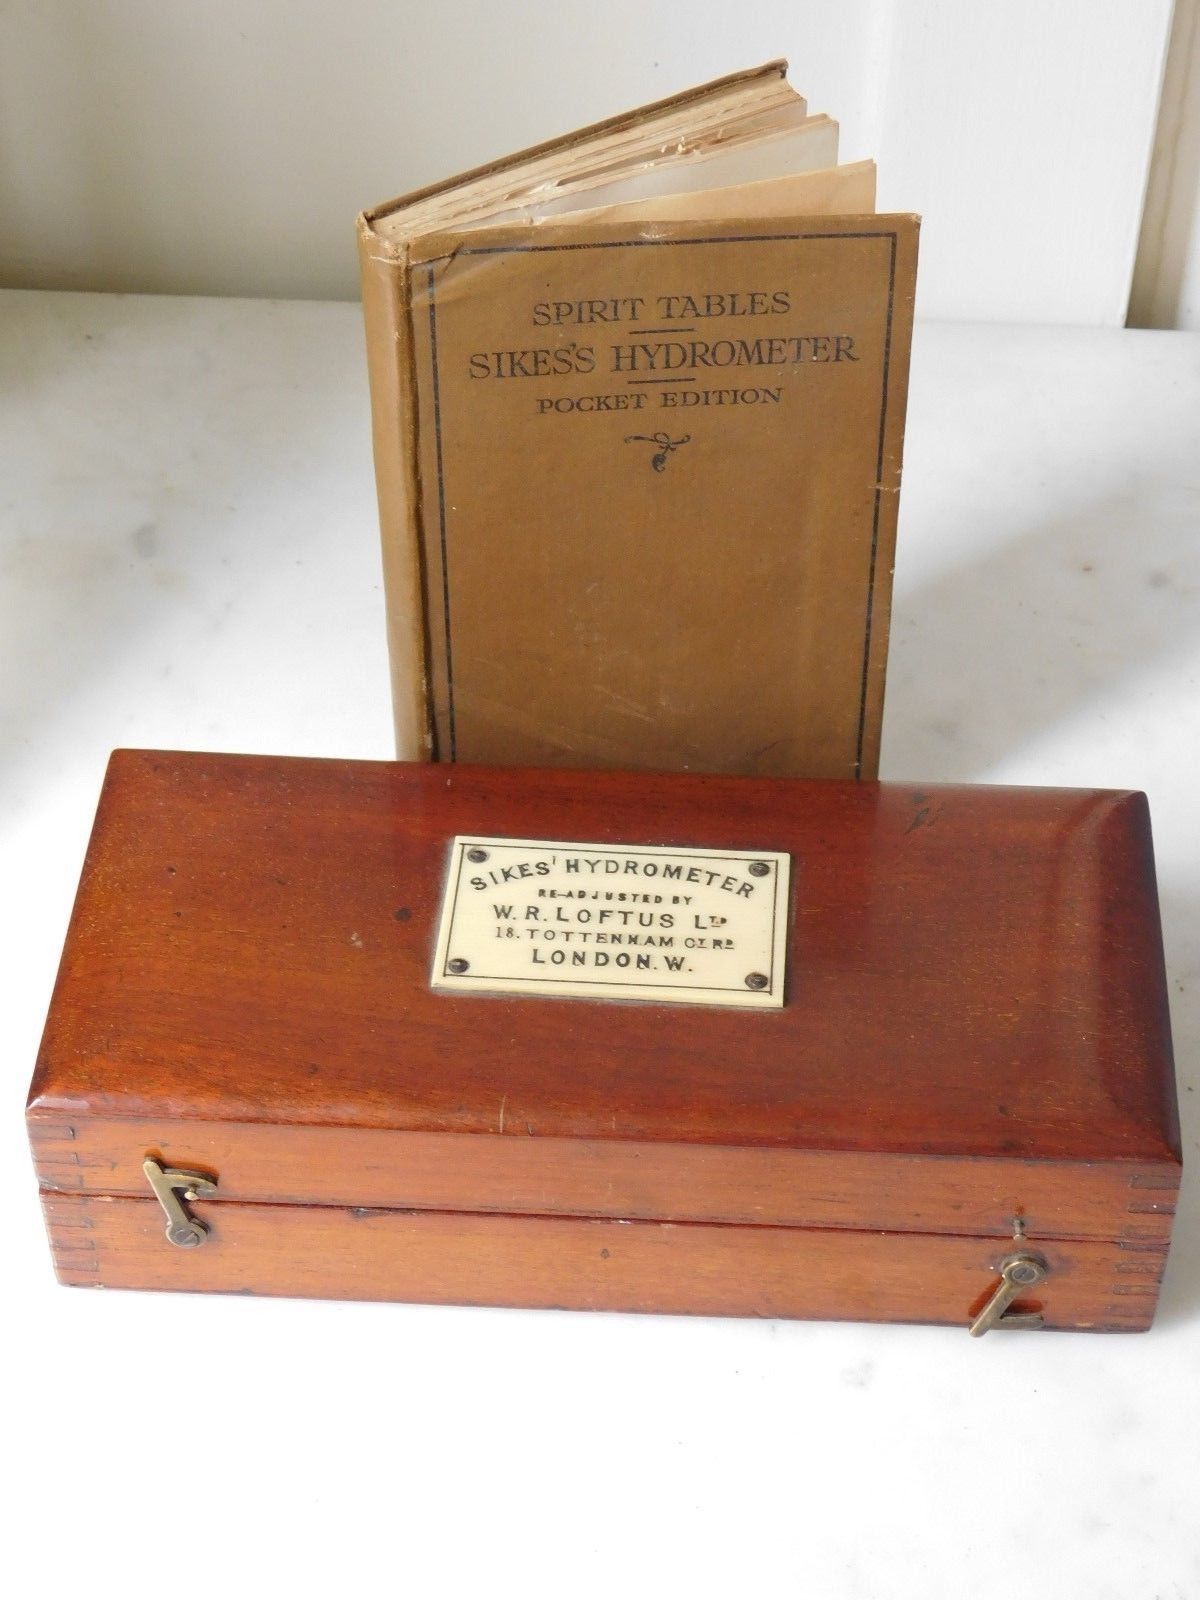 SPIRIT TABLES
SIKES'S HYDROMETER
POCKET EDITION
SIKES' HYDROMETER
RE-ADJUSTED BY
W. R. LOFTUS LTD
18. TOTTENHAM CT RD
LONDON. W.